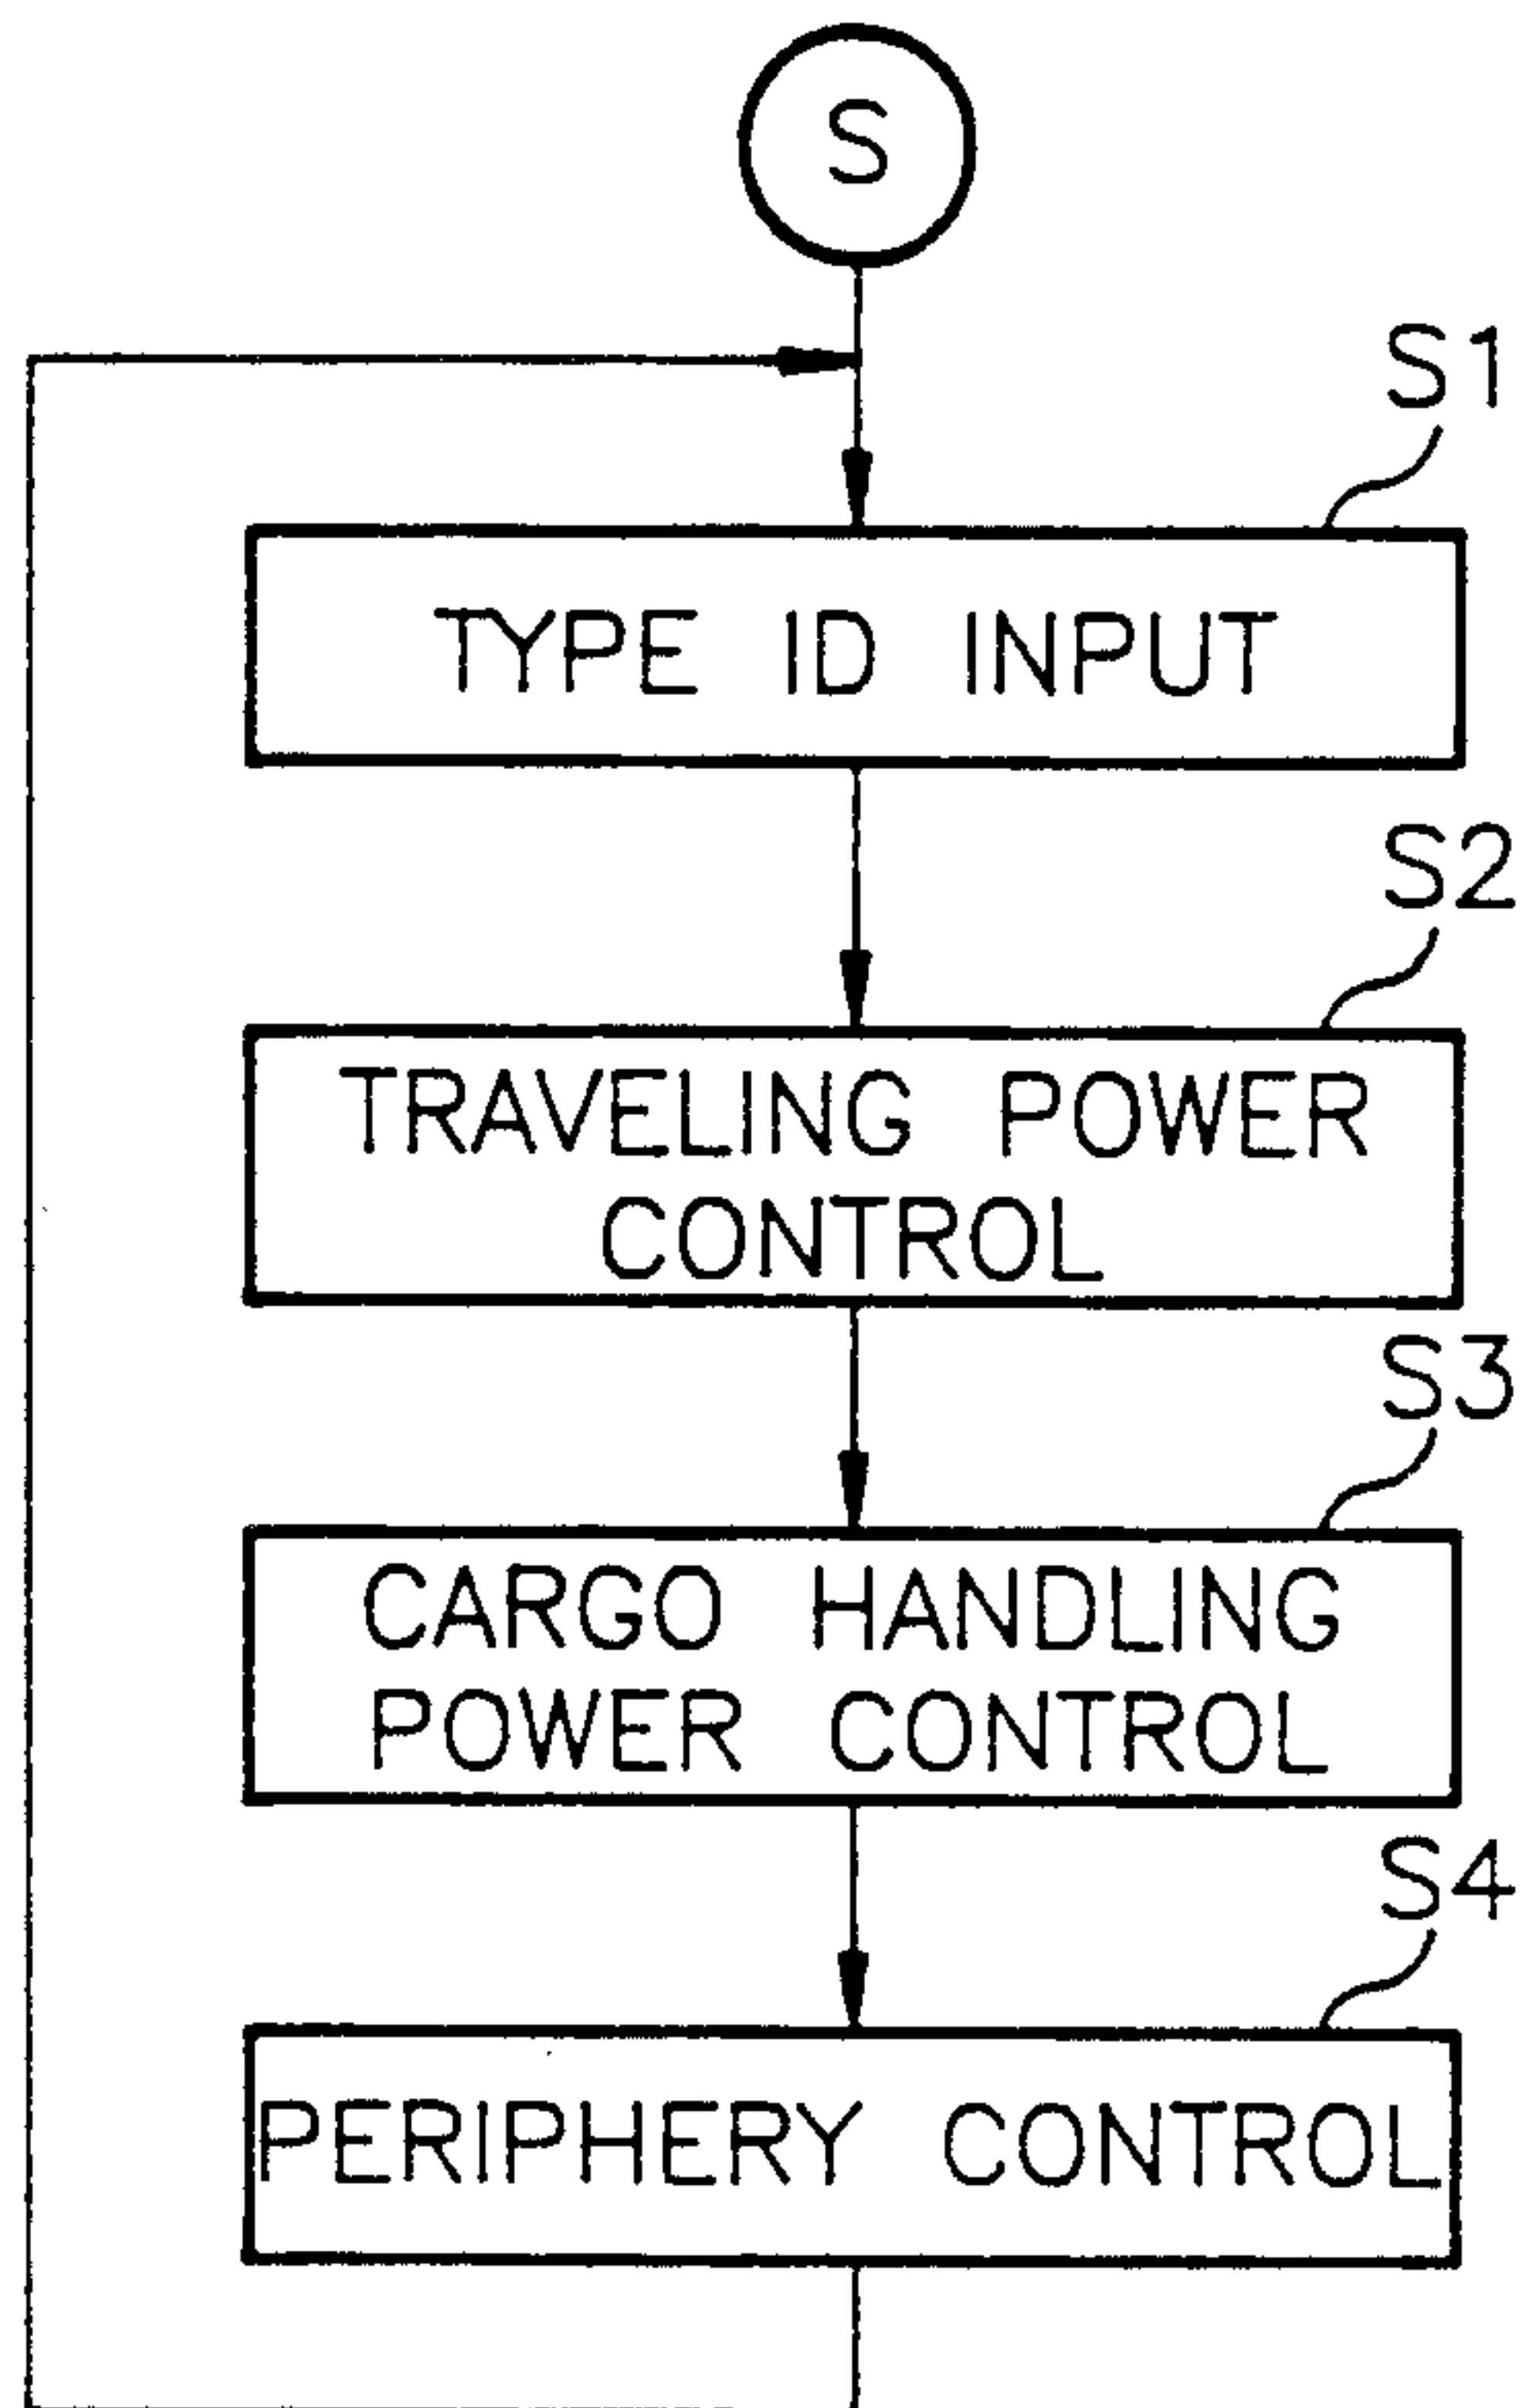 S
S1
TYPE ID INPUT
S2
TRAVELING POWER
CONTROL
S3
CARGO HANDLING
POWER CONTROL
S4
PERIPHERY CONTROL